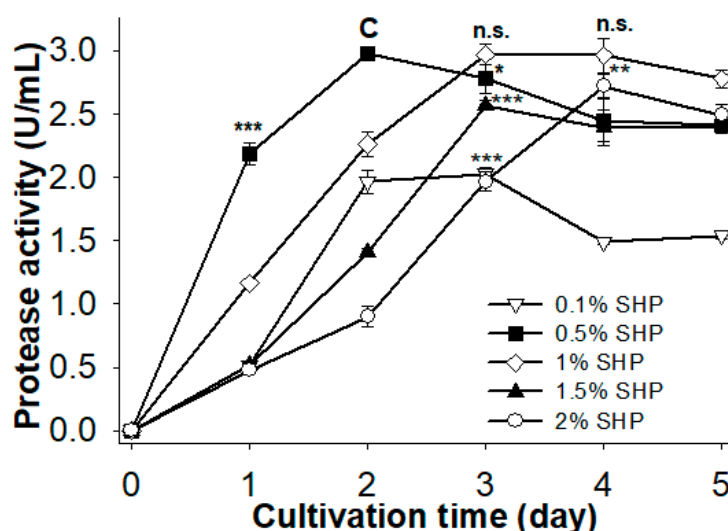 C
n.s.
n.s.
***
*
***
**
***
Protease activity (U/mL)
3.0
2.5
2.0
1.5
1.0
0.5
0.0
0.1% SHP
0.5% SHP
1% SHP
1.5% SHP
2% SHP
0 1 2 3 4 5
Cultivation time (day)